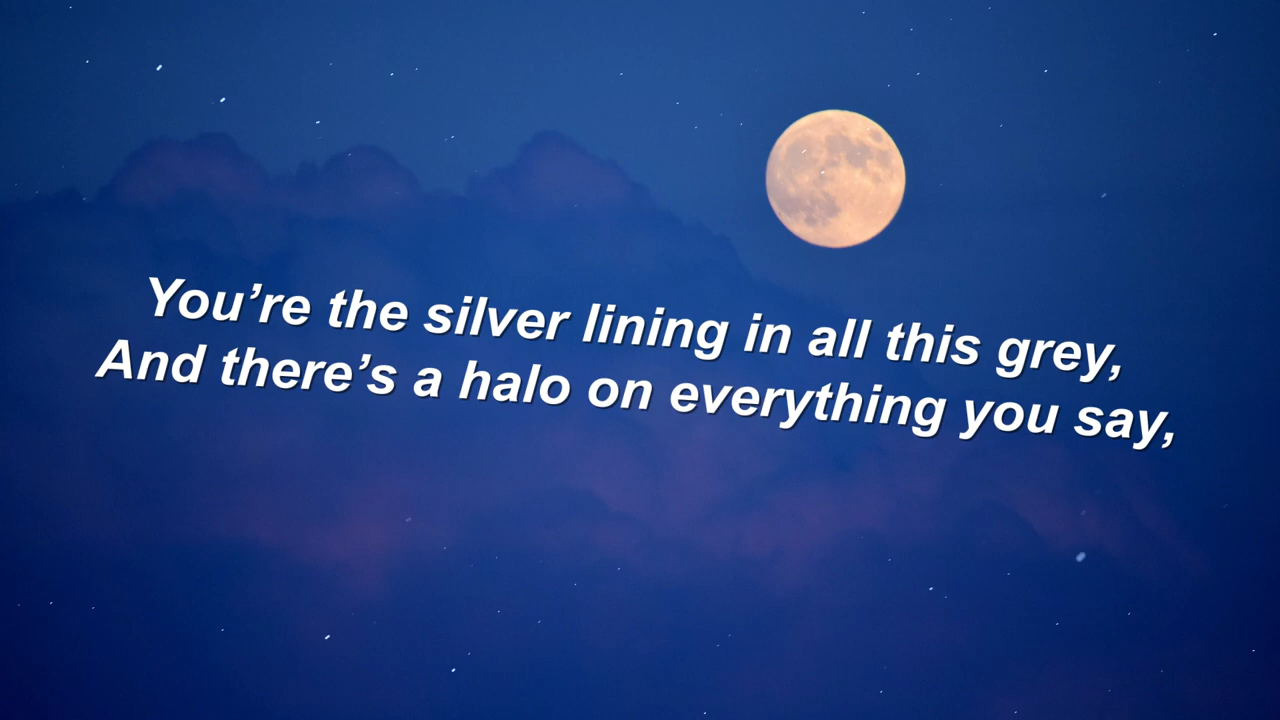 You’re the silver lining in all this grey,
And there’s a halo on everything you say,